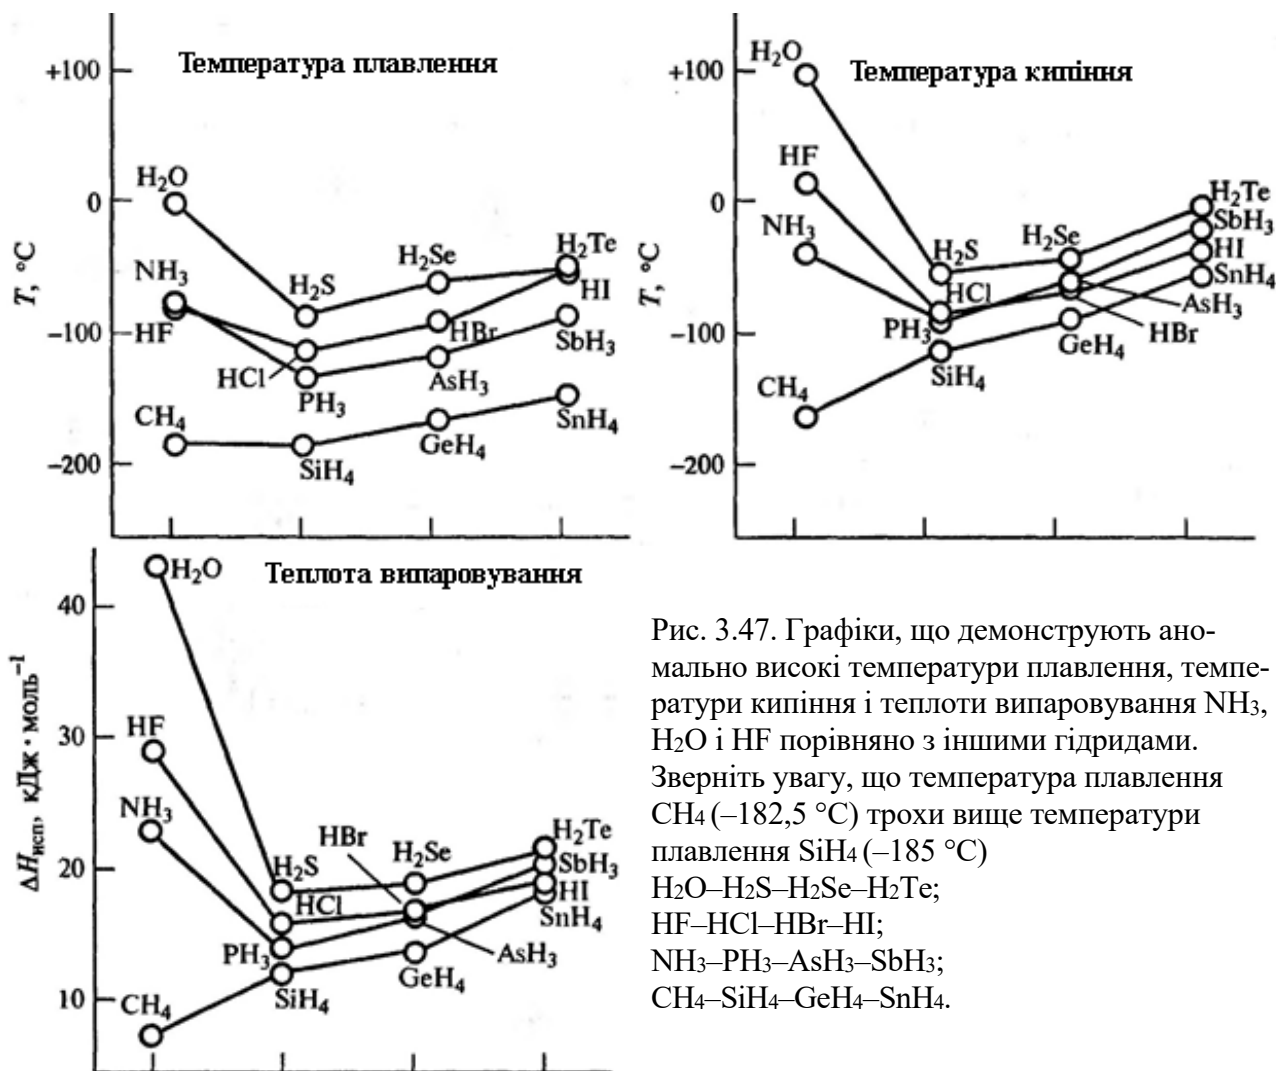 Температура плавлення
+100
0
–100
–200
T, °C
H₂O
NH₃
HF
CH₄
H₂S
HCl
PH₃
SiH₄
H₂Se
HBr
AsH₃
GeH₄
H₂Te
HI
SbH₃
SnH₄
Температура кипіння
+100
0
–100
–200
T, °C
H₂O
HF
NH₃
CH₄
H₂S
HCl
PH₃
SiH₄
H₂Se
GeH₄
HBr
AsH₃
H₂Te
SbH₃
HI
SnH₄
Теплота випаровування
40
30
20
10
ΔHисп, кДж · моль⁻¹
H₂O
HF
NH₃
CH₄
H₂S
HCl
PH₃
SiH₄
HBr
H₂Se
AsH₃
GeH₄
H₂Te
SbH₃
HI
SnH₄
Рис. 3.47. Графіки, що демонструють ано-
мально високі температури плавлення, темпе-
ратури кипіння і теплоти випаровування NH₃,
H₂O і HF порівняно з іншими гідридами.
Зверніть увагу, що температура плавлення
CH₄ (–182,5 °C) трохи вище температури
плавлення SiH₄ (–185 °C)
H₂O–H₂S–H₂Se–H₂Te;
HF–HCl–HBr–HI;
NH₃–PH₃–AsH₃–SbH₃;
CH₄–SiH₄–GeH₄–SnH₄.